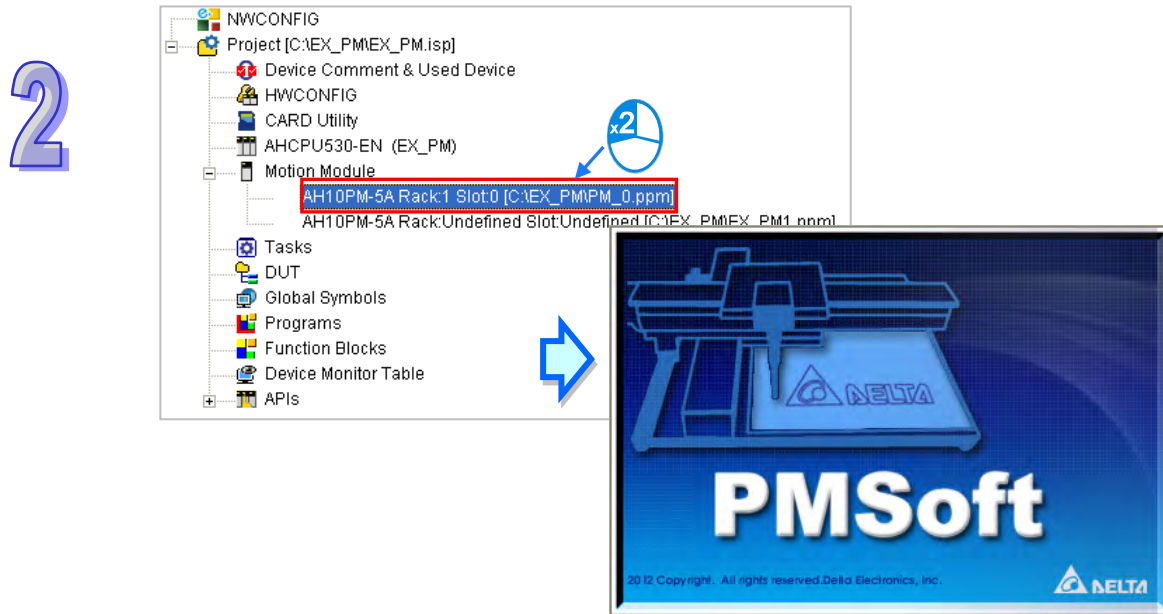 2
NWCONFIG
Project [C:\EX_PM\EX_PM.isp]
Device Comment & Used Device
HWCONFIG
CARD Utility
AHCPU530-EN (EX_PM)
Motion Module
AH10PM-5A Rack:1 Slot:0 [C:\EX_PM\PM_0.ppm]
AH10PM-5A Rack:Undefined Slot:Undefined [C:\EX_PM\EX_PM1.ppm]
Tasks
DUT
Global Symbols
Programs
Function Blocks
Device Monitor Table
APIs
x2
DELTA
PMSoft
2012 Copyright. All rights reserved.Delta Electronics, Inc.
DELTA